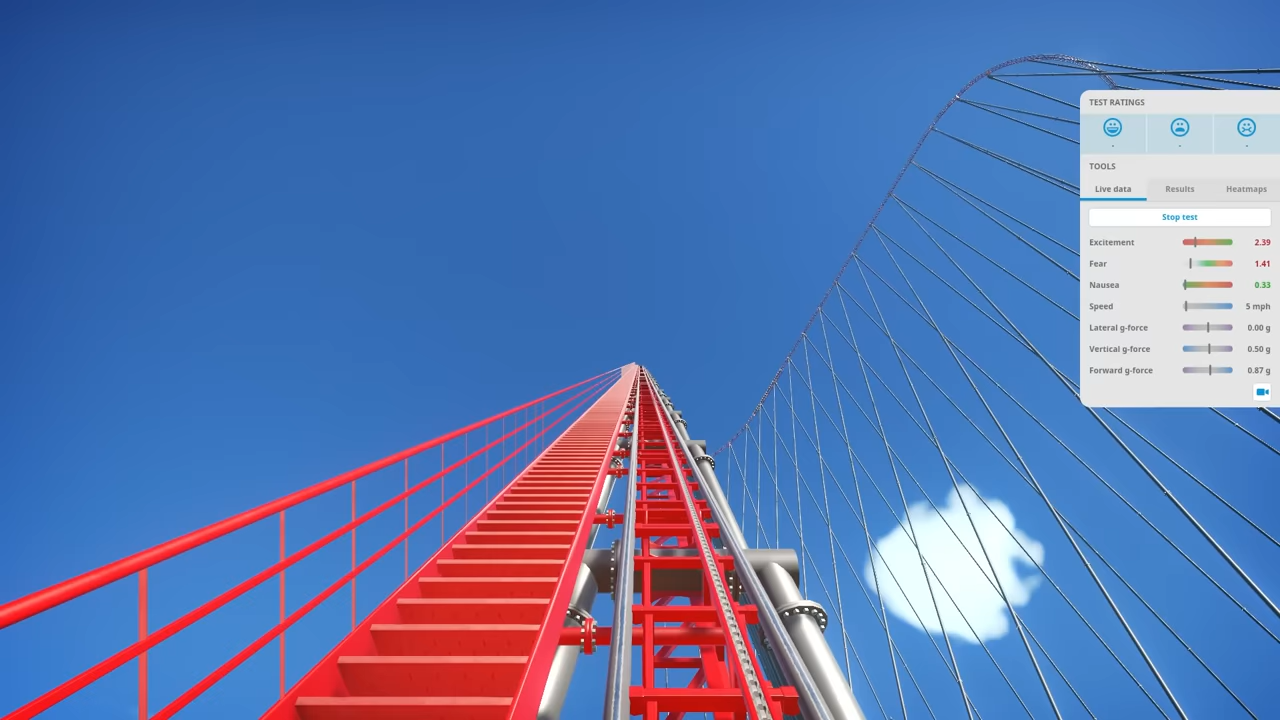 TEST RATINGS
- - -
TOOLS
Live data Results Heatmaps
Stop test
Excitement 2.39
Fear 1.41
Nausea 0.33
Speed 5 mph
Lateral g-force 0.00 g
Vertical g-force 0.50 g
Forward g-force 0.87 g